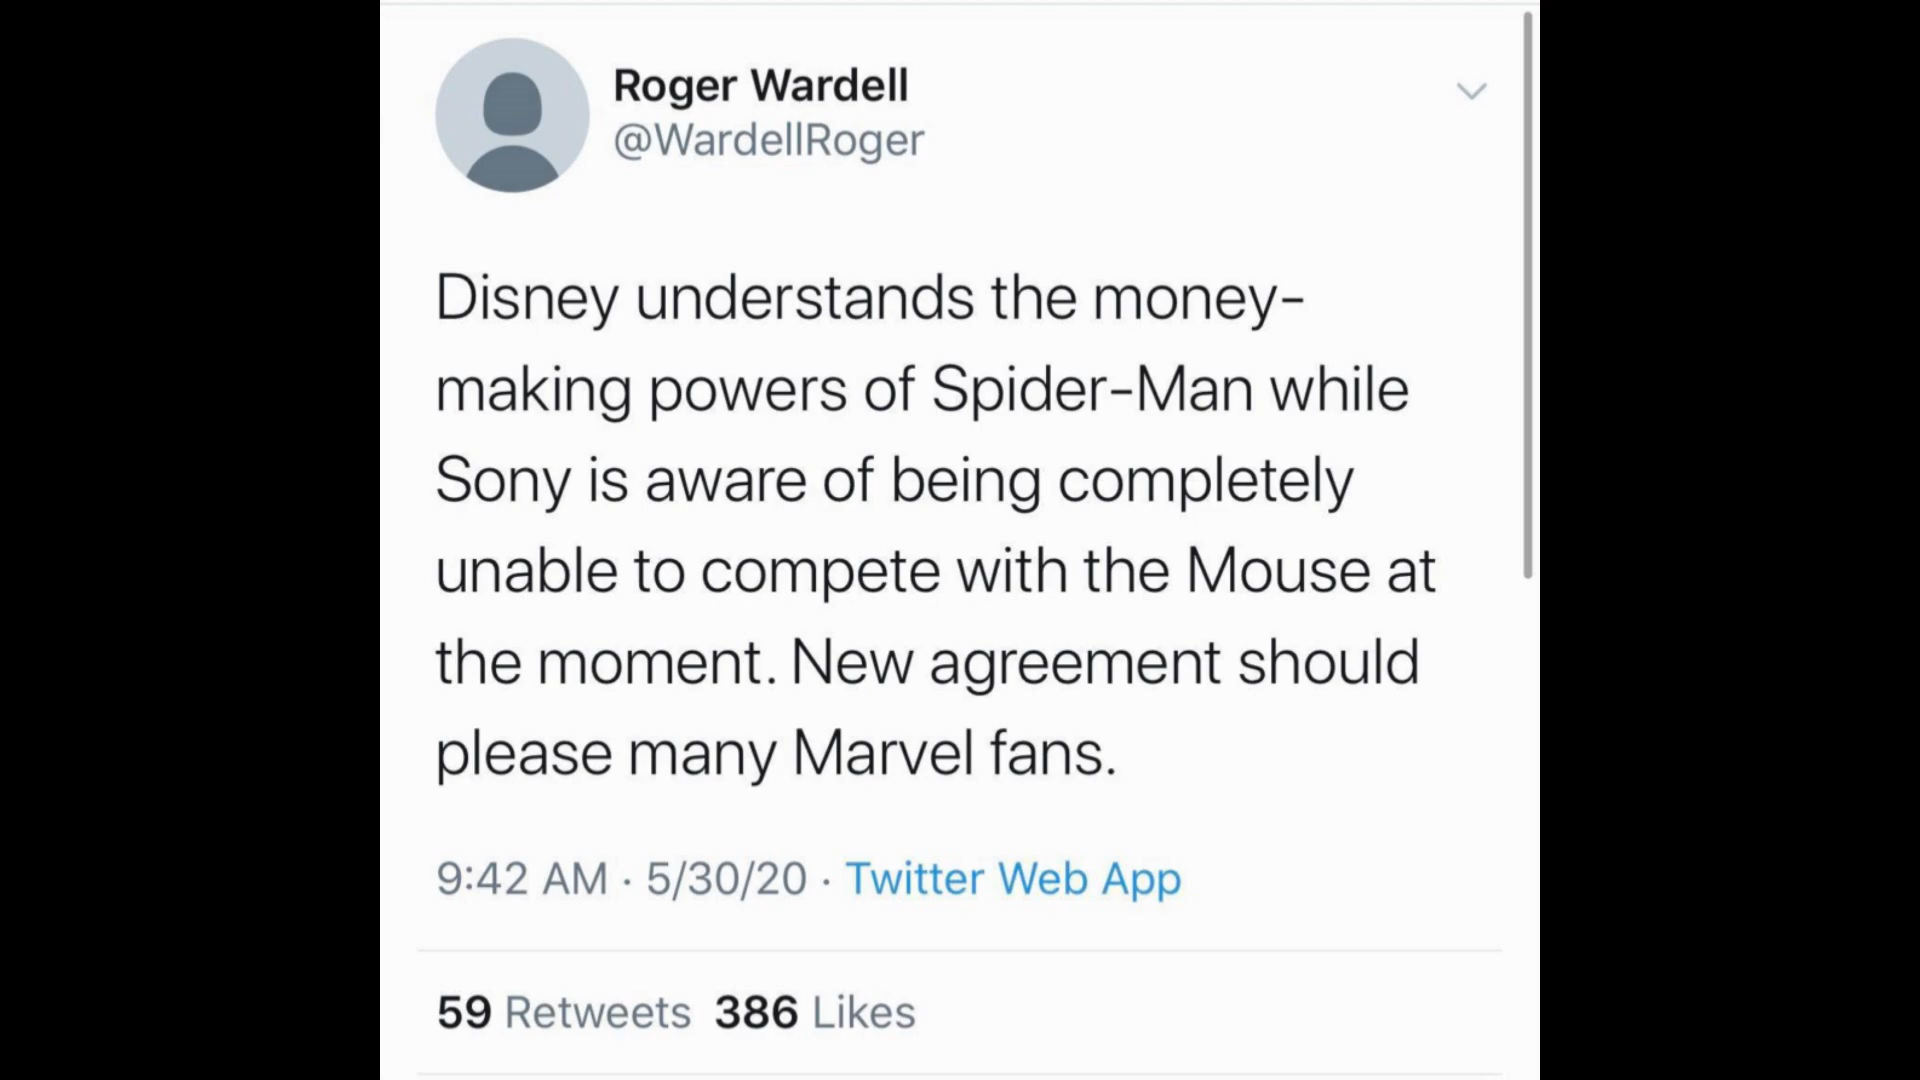 Roger Wardell
@WardellRoger
Disney understands the money-
making powers of Spider-Man while
Sony is aware of being completely
unable to compete with the Mouse at
the moment. New agreement should
please many Marvel fans.
9:42 AM · 5/30/20 · Twitter Web App
59 Retweets 386 Likes